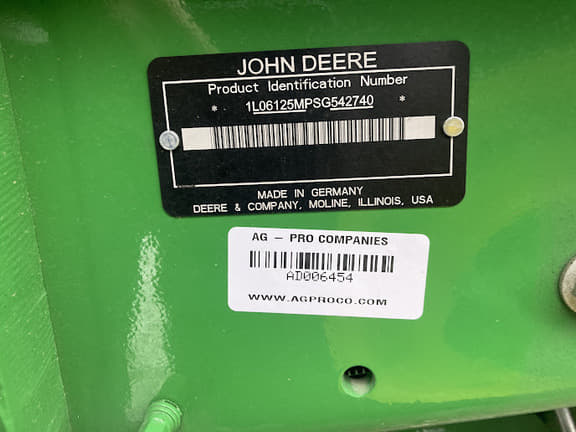 JOHN DEERE
Product Identification Number
* 1L06125MPSG542740 *
MADE IN GERMANY
DEERE & COMPANY, MOLINE, ILLINOIS, USA
AG - PRO COMPANIES
AD006454
WWW.AGPROCO.COM